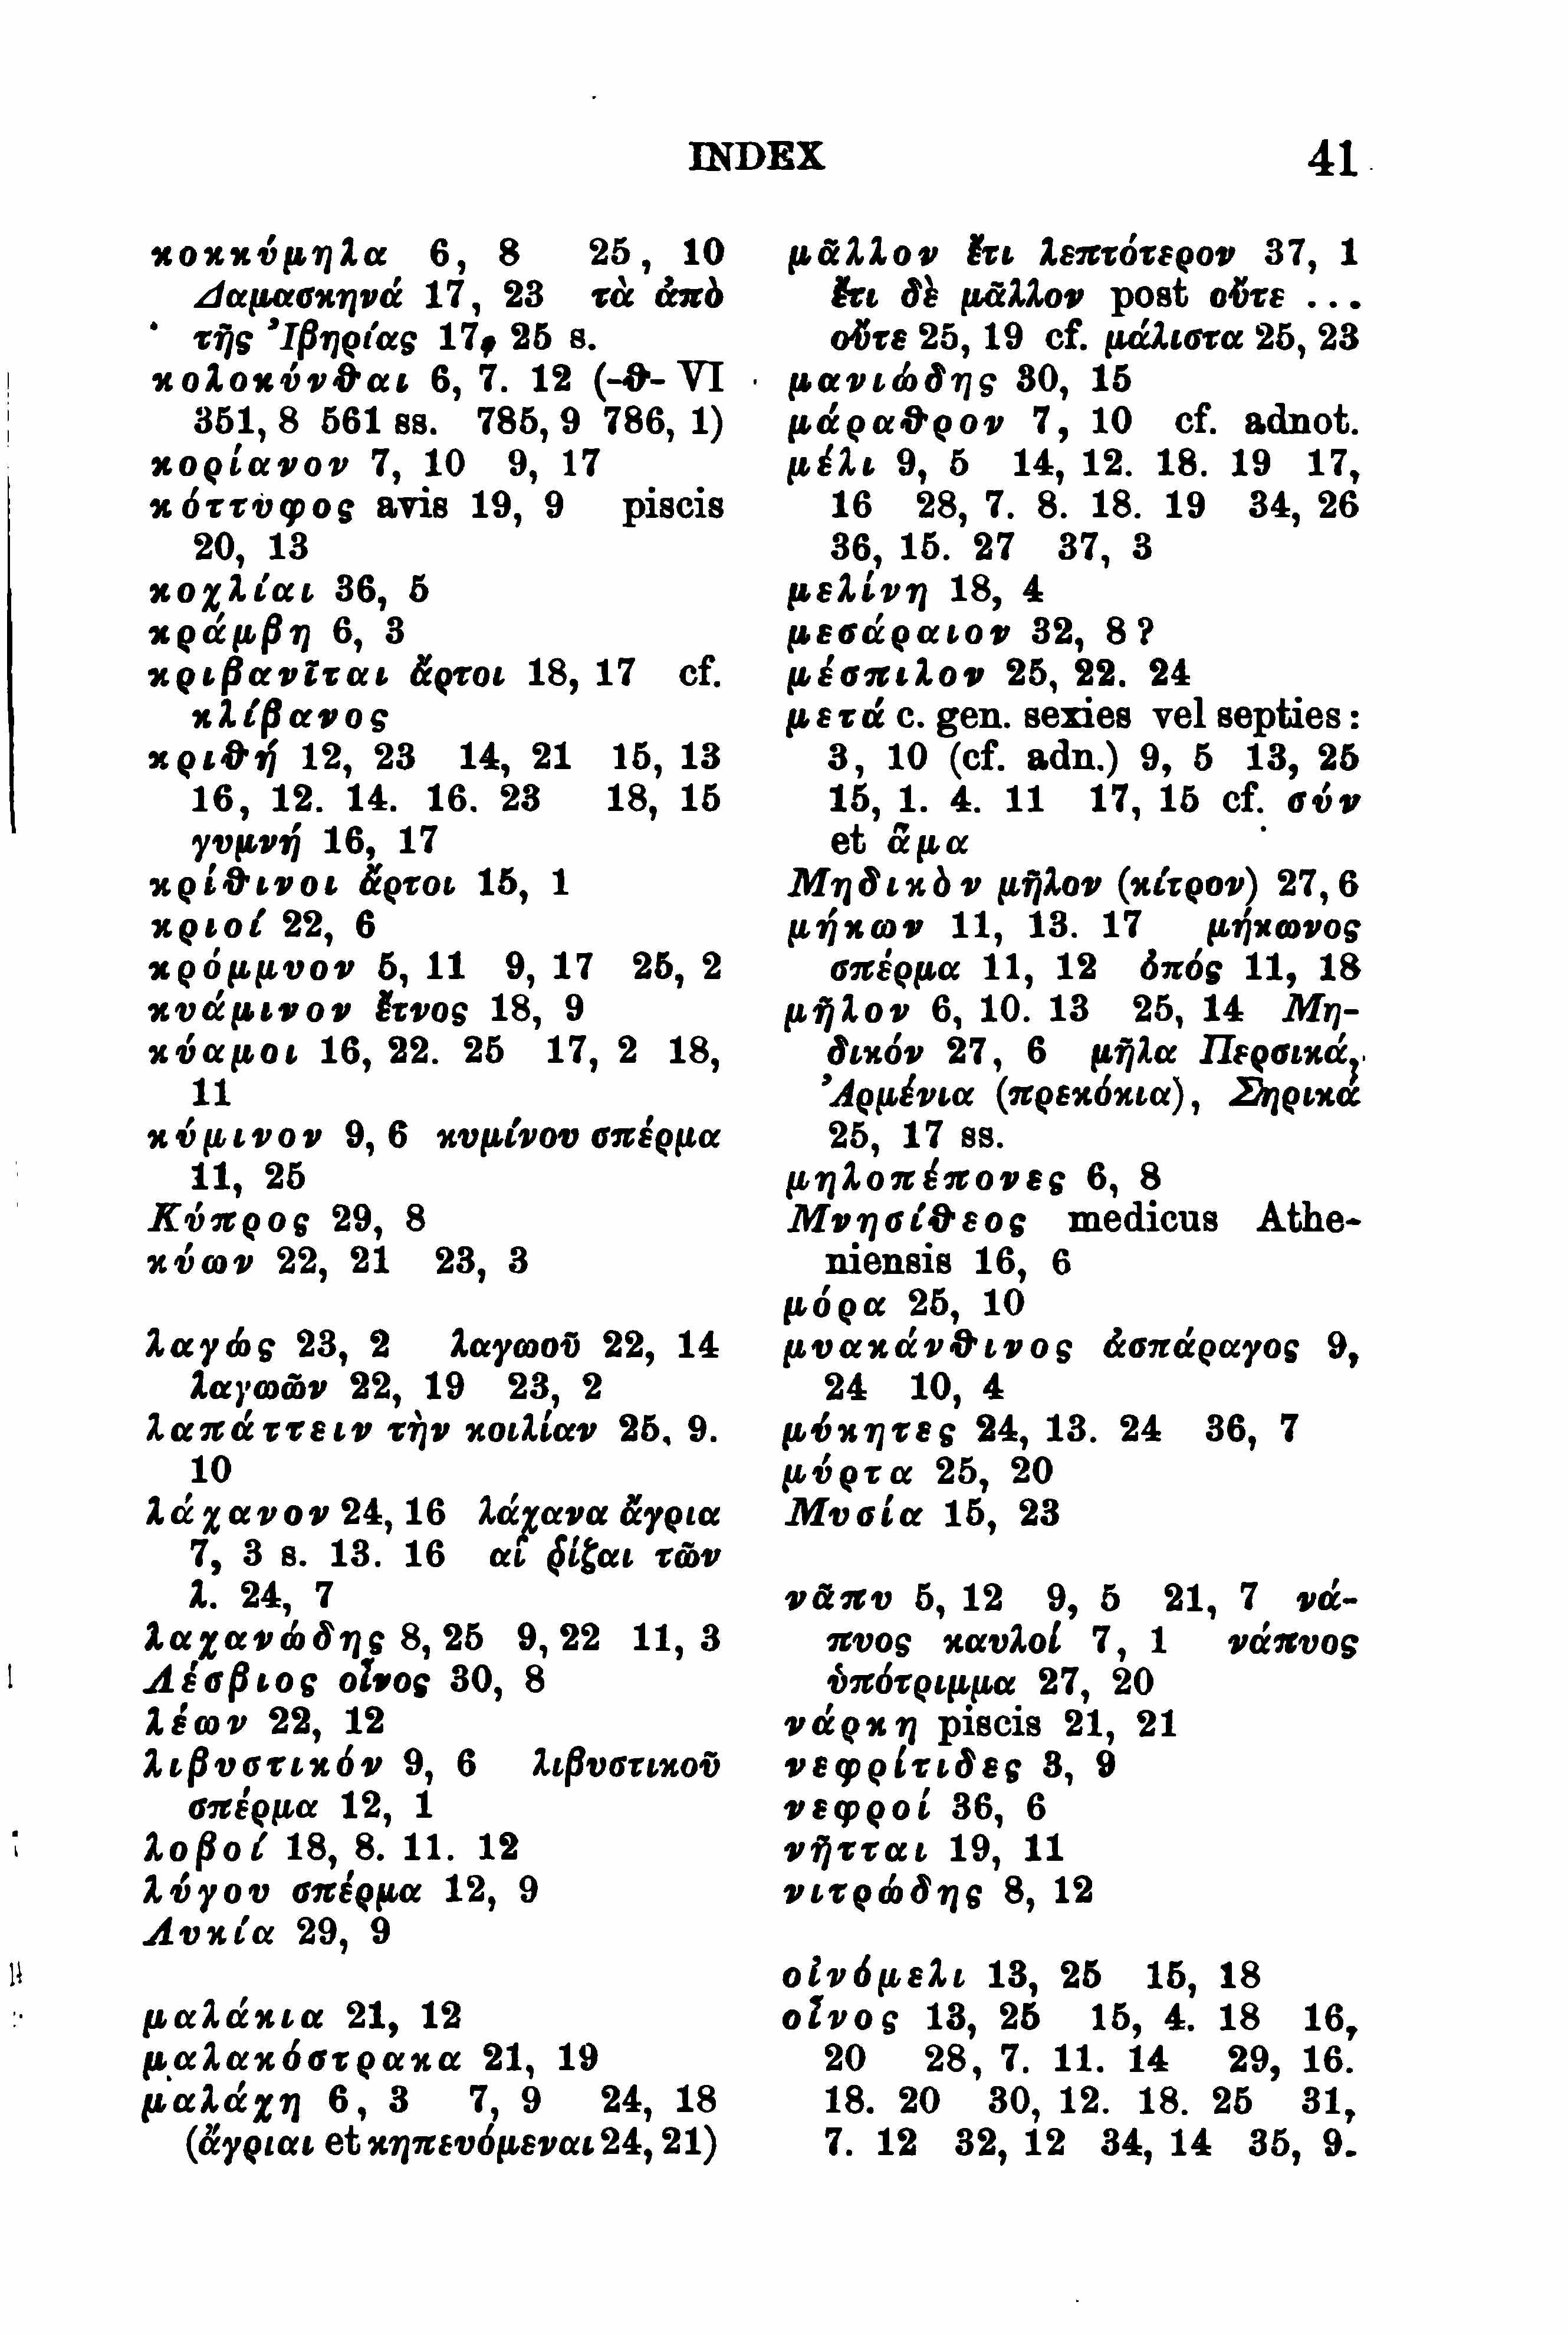 INDEX 41
κοκκύμηλα 6, 8 25, 10
Δαμασκηνά 17, 23 τὰ ἀπὸ
τῆς Ἰβηρίας 17, 25 s.
κολοκύνθαι 6, 7. 12 (-θ- VI
351, 8 561 ss. 785, 9 786, 1)
κορίανον 7, 10 9, 17
κόττυφος avis 19, 9 piscis
20, 13
κοχλίαι 36, 5
κράμβη 6, 3
κριβανῖται ἄρτοι 18, 17 cf.
κλίβανος
κριθή 12, 23 14, 21 15, 13
16, 12. 14. 16. 23 18, 15
γυμνή 16, 17
κρίθινοι ἄρτοι 15, 1
κριοί 22, 6
κρόμμυον 5, 11 9, 17 25, 2
κυάμινον ἔτνος 18, 9
κύαμοι 16, 22. 25 17, 2 18,
11
κύμινον 9, 6 κυμίνου σπέρμα
11, 25
Κύπρος 29, 8
κύων 22, 21 23, 3
λαγώς 23, 2 λαγωοῦ 22, 14
λαγωῶν 22, 19 23, 2
λαπάττειν τὴν κοιλίαν 25, 9.
10
λάχανον 24, 16 λάχανα ἄγρια
7, 3 s. 13. 16 αἱ ῥίζαι τῶν
λ. 24, 7
λαχανώδης 8, 25 9, 22 11, 3
Λέσβιος οἶνος 30, 8
λέων 22, 12
λιβυστικόν 9, 6 λιβυστικοῦ
σπέρμα 12, 1
λοβοί 18, 8. 11. 12
λύγου σπέρμα 12, 9
Λυκία 29, 9
μαλάκια 21, 12
μαλακόστρακα 21, 19
μαλάχη 6, 3 7, 9 24, 18
(ἄγριαι et κηπευόμεναι 24, 21)
μᾶλλον ἔτι λεπτότερον 37, 1
ἔτι δὲ μᾶλλον post οὔτε ...
οὔτε 25, 19 cf. μάλιστα 25, 23
μανιώδης 30, 15
μάραθρον 7, 10 cf. adnot.
μέλι 9, 5 14, 12. 18. 19 17,
16 28, 7. 8. 18. 19 34, 26
36, 15. 27 37, 3
μελίνη 18, 4
μεσάραιον 32, 8?
μέσπιλον 25, 22. 24
μετά c. gen. sexies vel septies:
3, 10 (cf. adn.) 9, 5 13, 25
15, 1. 4. 11 17, 15 cf. σύν
et ἅμα
Μηδικὸν μῆλον (κίτρον) 27, 6
μήκων 11, 13. 17 μήκωνος
σπέρμα 11, 12 ὀπός 11, 18
μῆλον 6, 10. 13 25, 14 Μη-
δικόν 27, 6 μῆλα Περσικά,
Ἀρμένια (πρεκόκια), Σηρικά
25, 17 ss.
μηλοπέπονες 6, 8
Μνησίθεος medicus Athe-
niensis 16, 6
μόρα 25, 10
μυακάνθινος ἀσπάραγος 9,
24 10, 4
μύκητες 24, 13. 24 36, 7
μύρτα 25, 20
Μυσία 15, 23
νᾶπυ 5, 12 9, 5 21, 7 νά-
πυος καυλοί 7, 1 νάπυος
ὑπότριμμα 27, 20
νάρκη piscis 21, 21
νεφρίτιδες 3, 9
νεφροί 36, 6
νῆτται 19, 11
νιτρώδης 8, 12
οἰνόμελι 13, 25 15, 18
οἶνος 13, 25 15, 4. 18 16,
20 28, 7. 11. 14 29, 16.
18. 20 30, 12. 18. 25 31,
7. 12 32, 12 34, 14 35, 9.